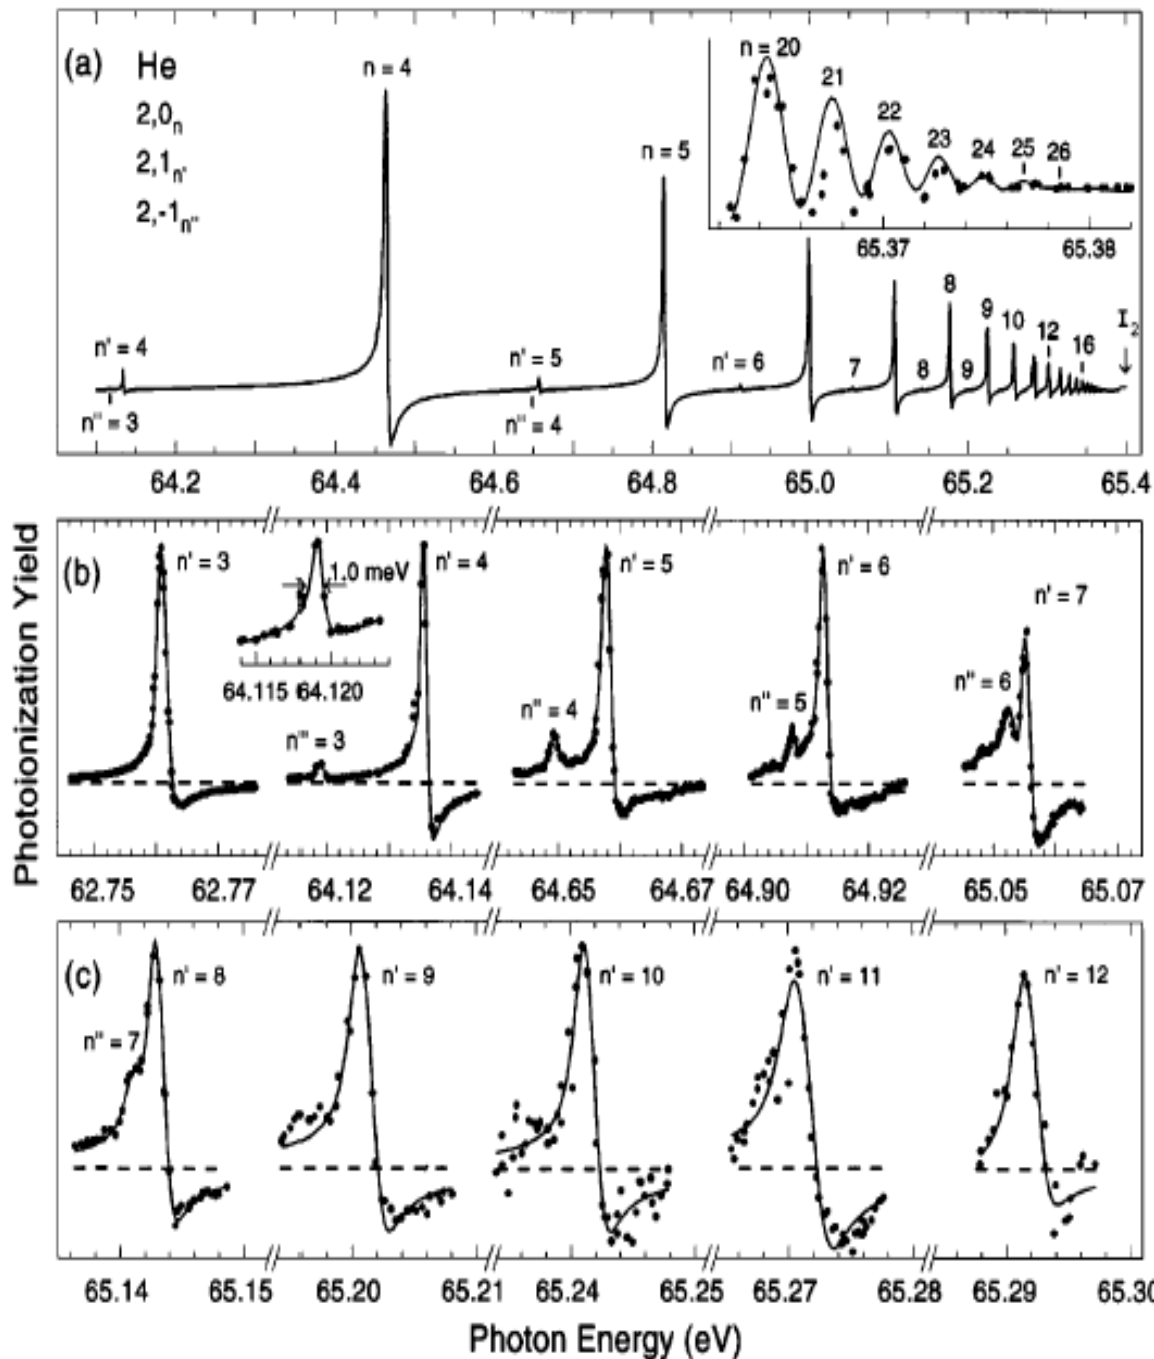 (a) He
2,0n
2,1n'
2,-1n"
n = 4
n = 5
n = 20
21
22
23
24
25
26
65.37
65.38
n' = 4
n" = 3
n' = 5
n" = 4
n' = 6
7
8
9
8
9
10
12
16
I2
64.2
64.4
64.6
64.8
65.0
65.2
65.4
Photoionization Yield
(b)
n' = 3
1.0 meV
64.115
64.120
n" = 3
n' = 4
n" = 4
n' = 5
n" = 5
n' = 6
n" = 6
n' = 7
62.75
62.77
64.12
64.14
64.65
64.67
64.90
64.92
65.05
65.07
(c)
n" = 7
n' = 8
n' = 9
n' = 10
n' = 11
n' = 12
65.14
65.15
65.20
65.21
65.24
65.25
65.27
65.28
65.29
65.30
Photon Energy (eV)